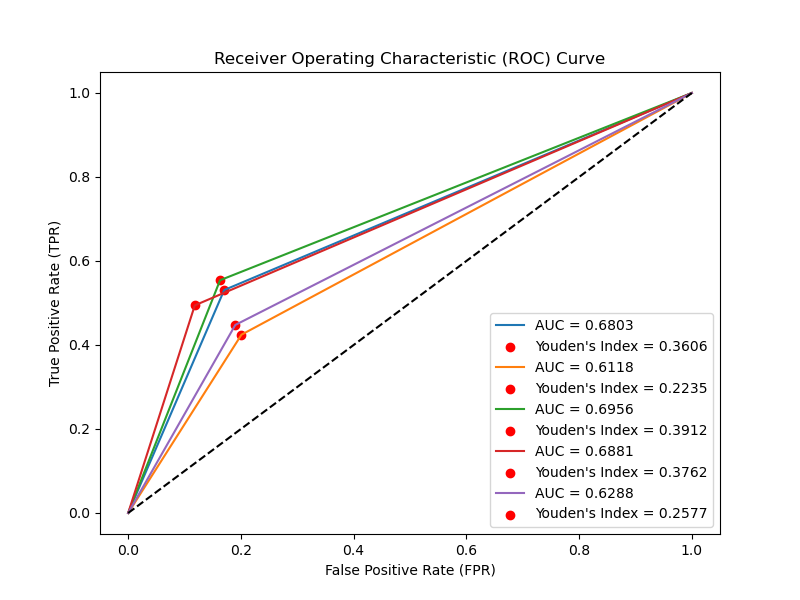 Receiver Operating Characteristic (ROC) Curve
True Positive Rate (TPR)
1.0
0.8
0.6
0.4
0.2
0.0
AUC = 0.6803
Youden's Index = 0.3606
AUC = 0.6118
Youden's Index = 0.2235
AUC = 0.6956
Youden's Index = 0.3912
AUC = 0.6881
Youden's Index = 0.3762
AUC = 0.6288
Youden's Index = 0.2577
0.0 0.2 0.4 0.6 0.8 1.0
False Positive Rate (FPR)